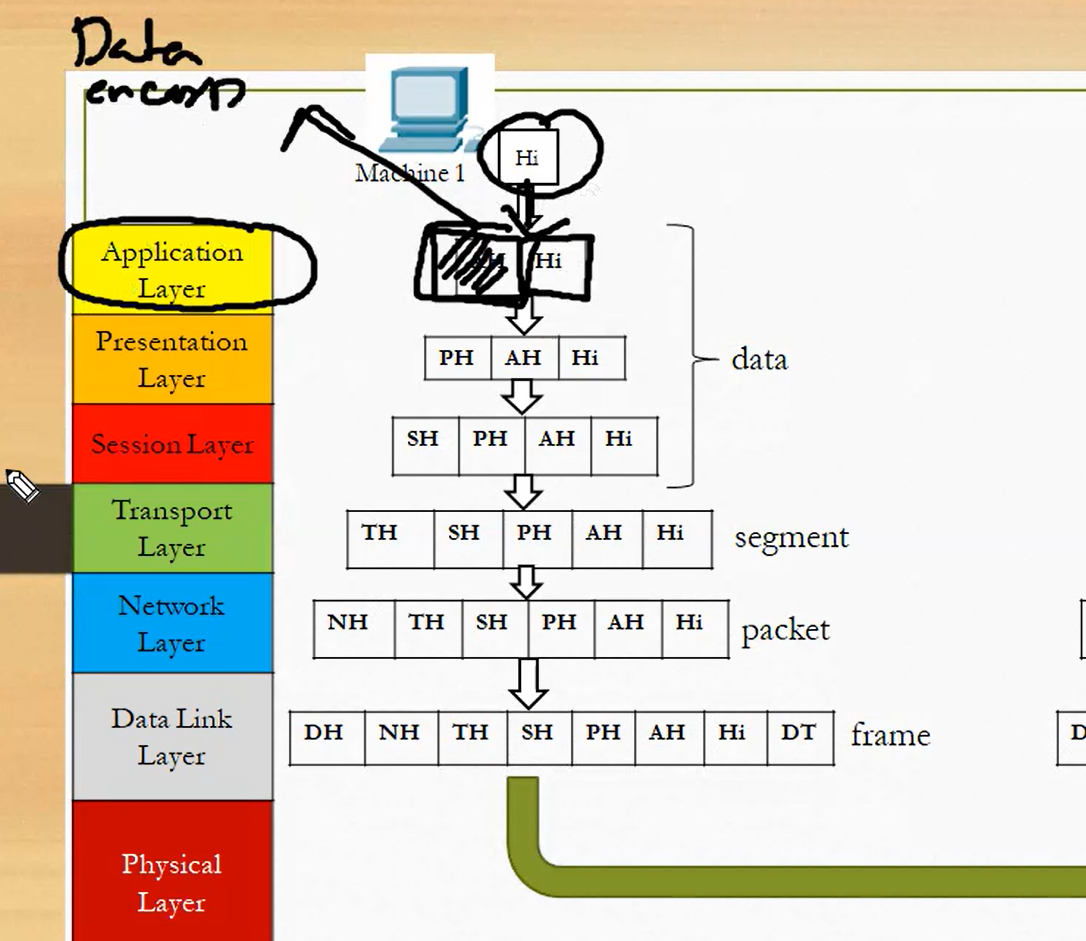 Data
encap
Hi
Machine 1
Application
Layer
AH Hi
Presentation
Layer
PH AH Hi
data
Session Layer
SH PH AH Hi
Transport
Layer
TH SH PH AH Hi
segment
Network
Layer
NH TH SH PH AH Hi
packet
Data Link
Layer
DH NH TH SH PH AH Hi DT
frame
D
Physical
Layer